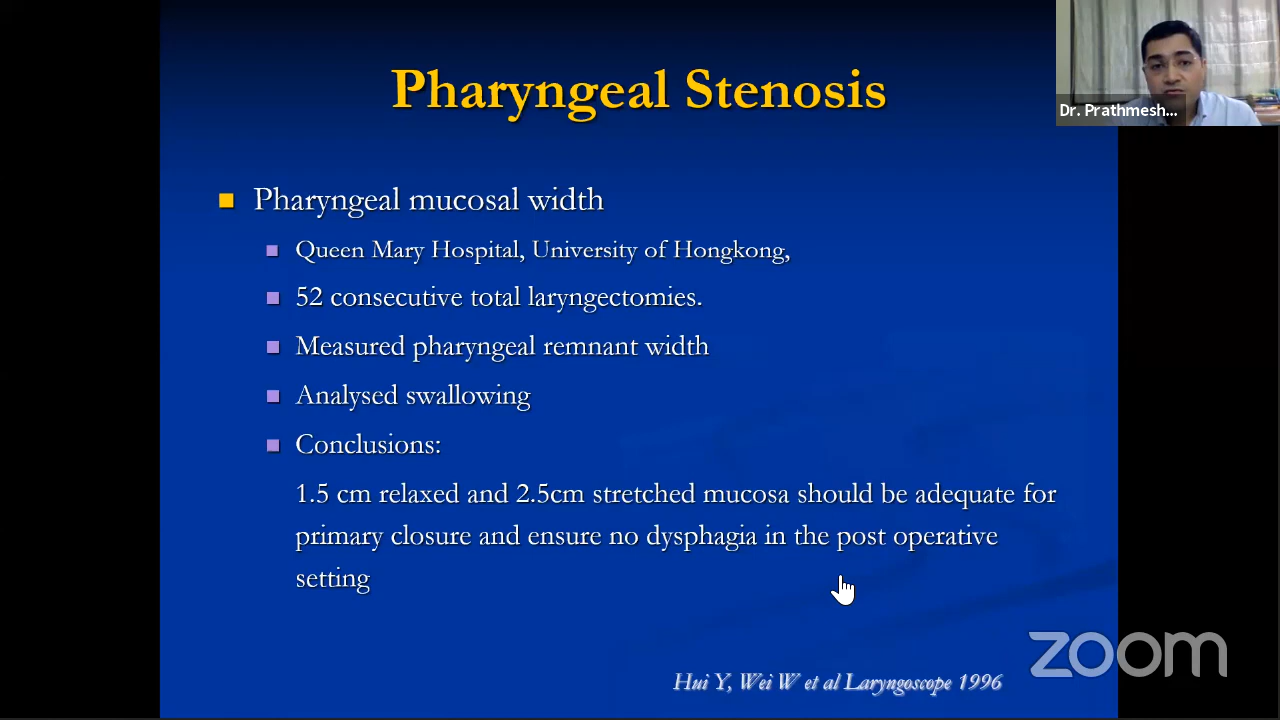 Pharyngeal Stenosis
Dr. Prathmesh...
Pharyngeal mucosal width
Queen Mary Hospital, University of Hongkong,
52 consecutive total laryngectomies.
Measured pharyngeal remnant width
Analysed swallowing
Conclusions:
1.5 cm relaxed and 2.5cm stretched mucosa should be adequate for
primary closure and ensure no dysphagia in the post operative
setting
zoom
Hui Y, Wei W et al Laryngoscope 1996